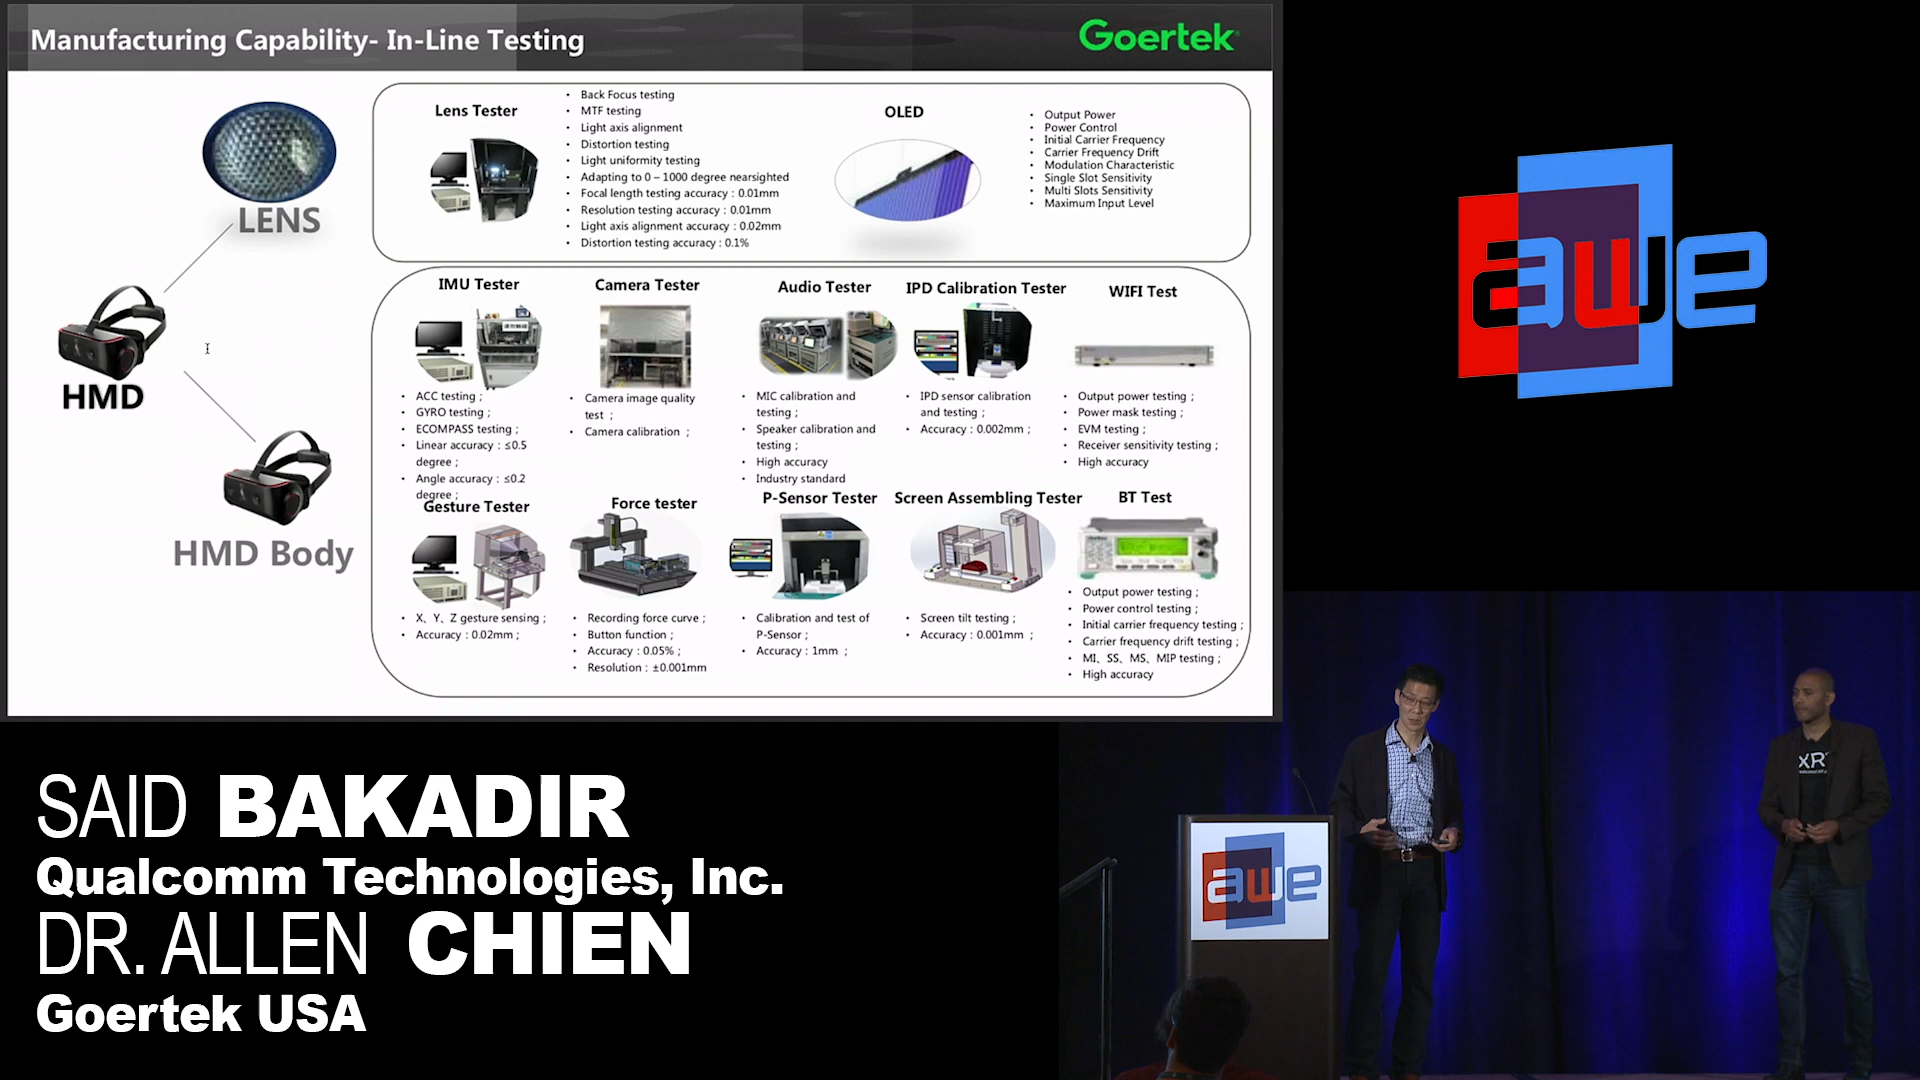 Manufacturing Capability- In-Line Testing
Goertek
LENS
HMD
HMD Body
Lens Tester
• Back Focus testing
• MTF testing
• Light axis alignment
• Distortion testing
• Light uniformity testing
• Adapting to 0 – 1000 degree nearsighted
• Focal length testing accuracy : 0.01mm
• Resolution testing accuracy : 0.01mm
• Light axis alignment accuracy : 0.02mm
• Distortion testing accuracy : 0.1%
OLED
• Output Power
• Power Control
• Initial Carrier Frequency
• Carrier Frequency Drift
• Modulation Characteristic
• Single Slot Sensitivity
• Multi Slots Sensitivity
• Maximum Input Level
IMU Tester
• ACC testing ;
• GYRO testing ;
• ECOMPASS testing ;
• Linear accuracy : ≤0.5
degree ;
• Angle accuracy : ≤0.2
degree ;
Camera Tester
• Camera image quality
test ;
• Camera calibration ;
Audio Tester
• MIC calibration and
testing ;
• Speaker calibration and
testing ;
• High accuracy
• Industry standard
IPD Calibration Tester
• IPD sensor calibration
and testing ;
• Accuracy : 0.002mm ;
WIFI Test
• Output power testing ;
• Power mask testing ;
• EVM testing ;
• Receiver sensitivity testing ;
• High accuracy
Gesture Tester
• X、Y、Z gesture sensing ;
• Accuracy : 0.02mm ;
Force tester
• Recording force curve ;
• Button function ;
• Accuracy : 0.05% ;
• Resolution : ±0.001mm
P-Sensor Tester
• Calibration and test of
P-Sensor ;
• Accuracy : 1mm ;
Screen Assembling Tester
• Screen tilt testing ;
• Accuracy : 0.001mm ;
BT Test
• Output power testing ;
• Power control testing ;
• Initial carrier frequency testing ;
• Carrier frequency drift testing ;
• MI、SS、MS、MIP testing ;
• High accuracy
awe
SAID BAKADIR
Qualcomm Technologies, Inc.
DR. ALLEN CHIEN
Goertek USA
awe
XR